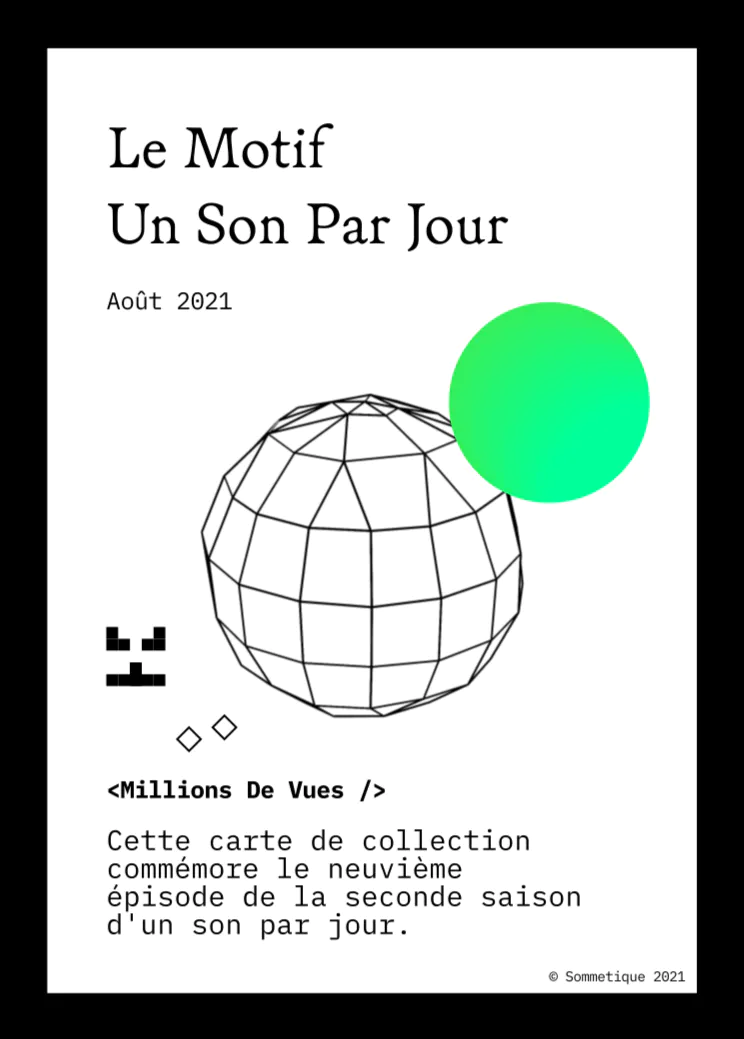 Le Motif
Un Son Par Jour
Août 2021
<Millions De Vues />
Cette carte de collection
commémore le neuvième
épisode de la seconde saison
d'un son par jour.
© Sommetique 2021